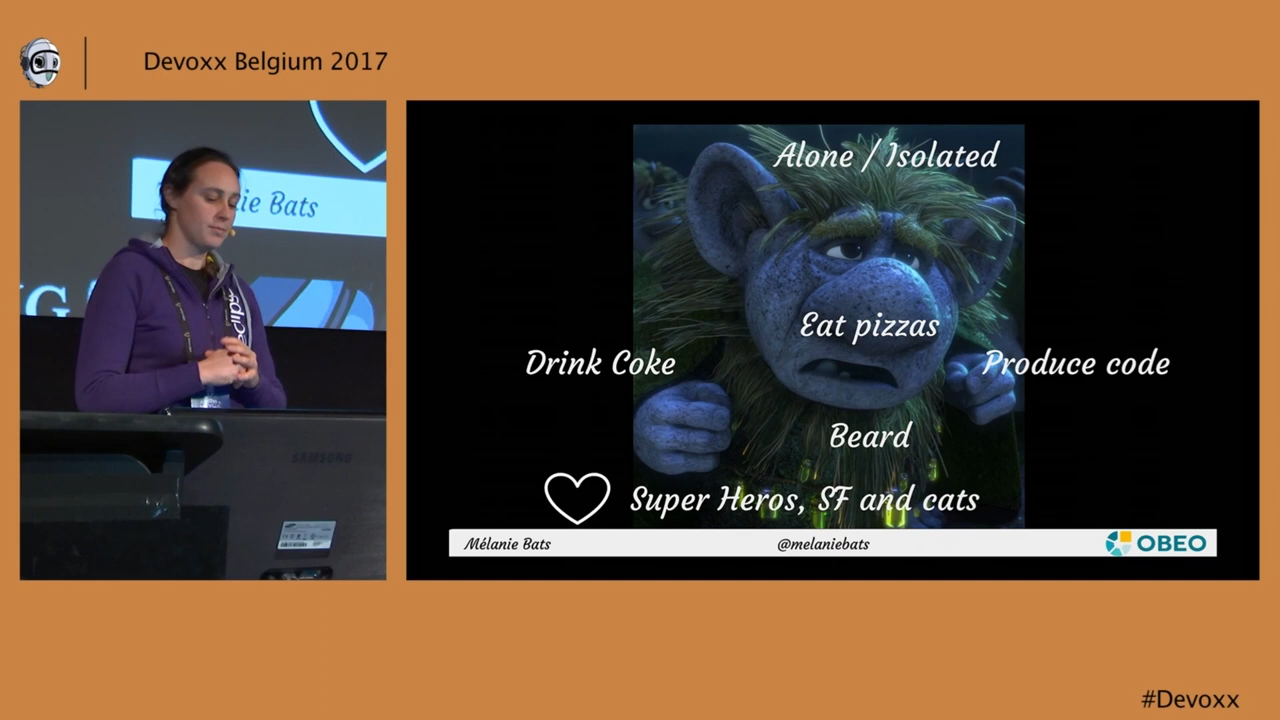 Devoxx Belgium 2017
ie Bats
G
SAMSUNG
Alone / Isolated
Eat pizzas
Drink Coke
Produce code
Beard
Super Heros, SF and cats
Mélanie Bats
@melaniebats
OBEO
#Devoxx